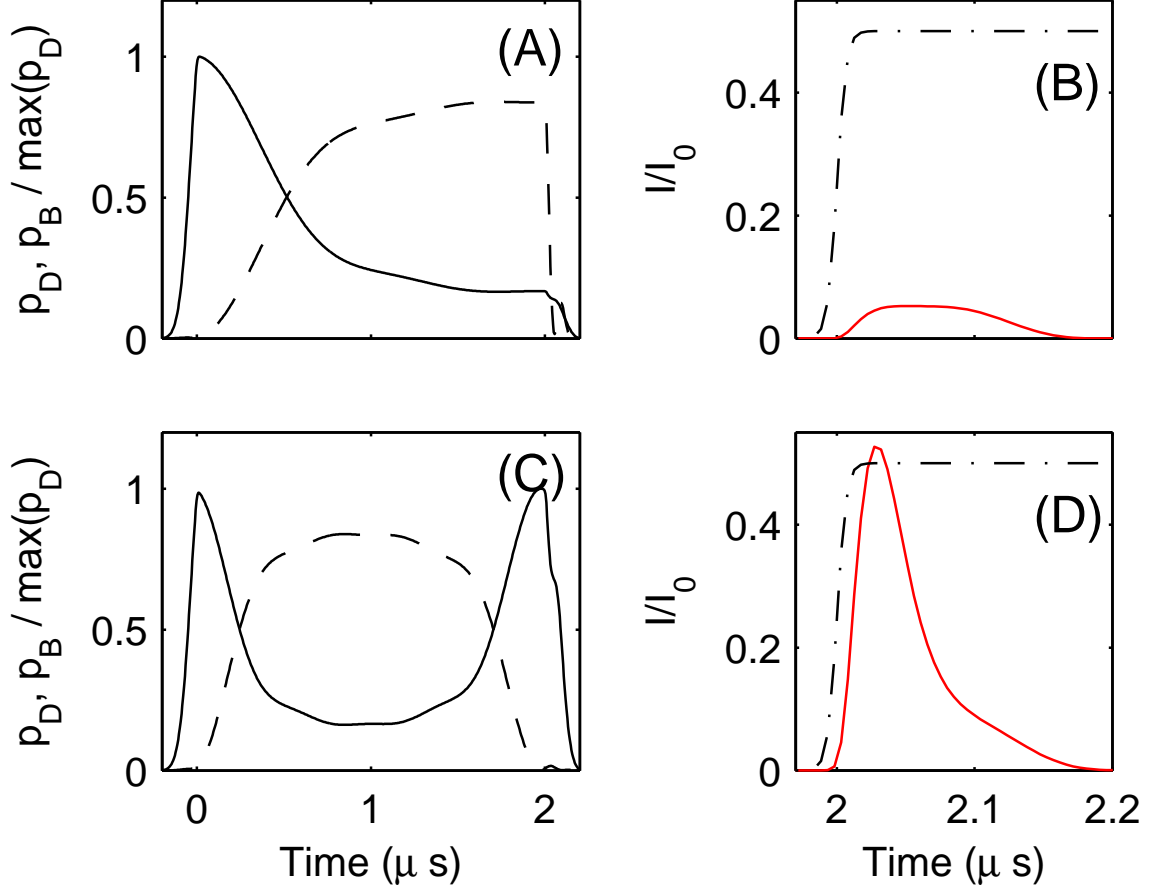 (A)
p_D, p_B / max(p_D)
1
0.5
0
(B)
I/I_0
0.4
0.2
0
(C)
p_D, p_B / max(p_D)
1
0.5
0
0 1 2
Time (μ s)
(D)
I/I_0
0.4
0.2
0
2 2.1 2.2
Time (μ s)